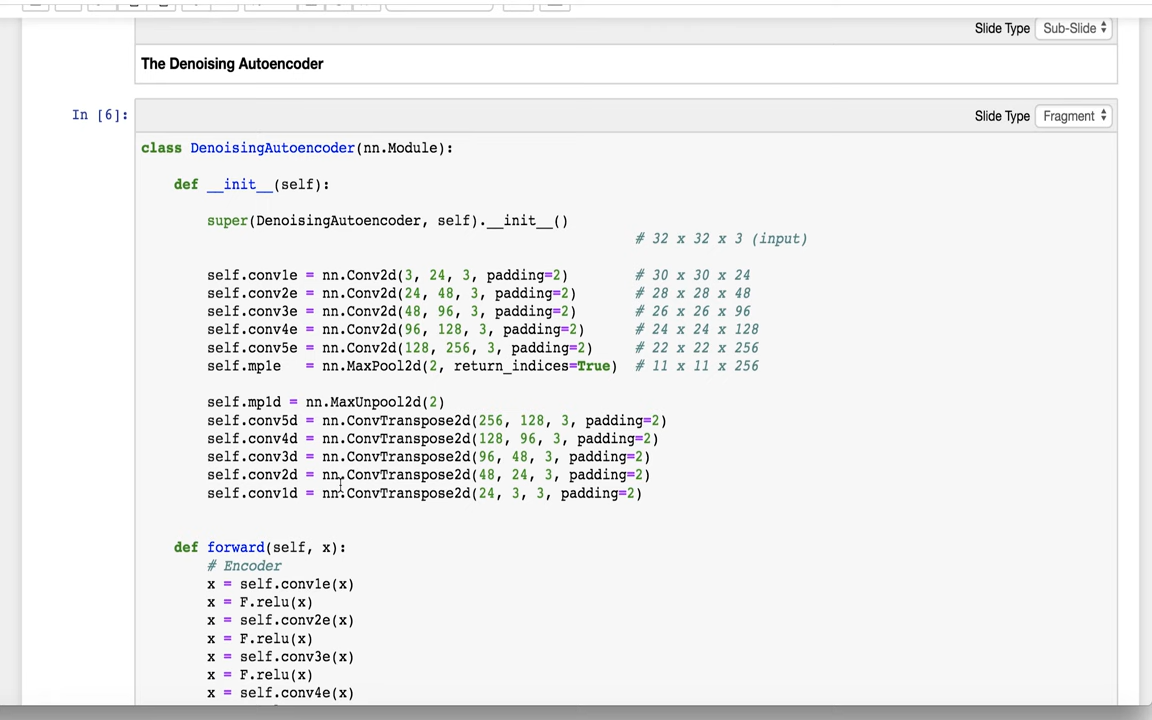 Slide Type Sub-Slide
The Denoising Autoencoder
In [6]:
Slide Type Fragment
class DenoisingAutoencoder(nn.Module):
def __init__(self):
super(DenoisingAutoencoder, self).__init__()
# 32 x 32 x 3 (input)
self.conv1e = nn.Conv2d(3, 24, 3, padding=2) # 30 x 30 x 24
self.conv2e = nn.Conv2d(24, 48, 3, padding=2) # 28 x 28 x 48
self.conv3e = nn.Conv2d(48, 96, 3, padding=2) # 26 x 26 x 96
self.conv4e = nn.Conv2d(96, 128, 3, padding=2) # 24 x 24 x 128
self.conv5e = nn.Conv2d(128, 256, 3, padding=2) # 22 x 22 x 256
self.mp1e = nn.MaxPool2d(2, return_indices=True) # 11 x 11 x 256
self.mp1d = nn.MaxUnpool2d(2)
self.conv5d = nn.ConvTranspose2d(256, 128, 3, padding=2)
self.conv4d = nn.ConvTranspose2d(128, 96, 3, padding=2)
self.conv3d = nn.ConvTranspose2d(96, 48, 3, padding=2)
self.conv2d = nn.ConvTranspose2d(48, 24, 3, padding=2)
self.conv1d = nn.ConvTranspose2d(24, 3, 3, padding=2)
def forward(self, x):
# Encoder
x = self.conv1e(x)
x = F.relu(x)
x = self.conv2e(x)
x = F.relu(x)
x = self.conv3e(x)
x = F.relu(x)
x = self.conv4e(x)